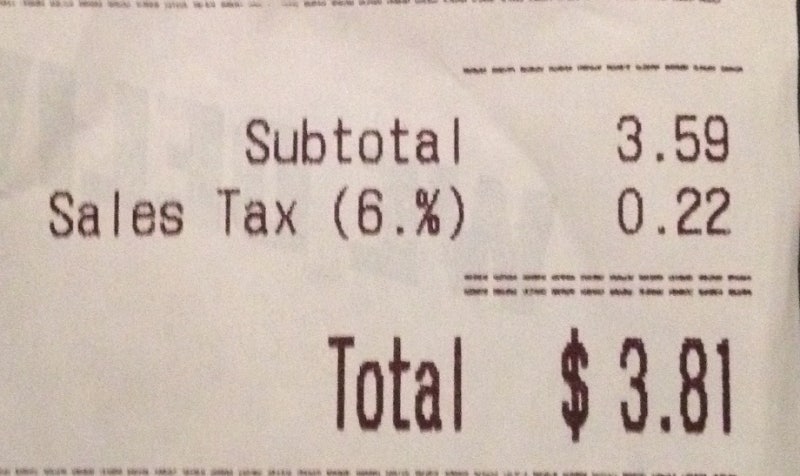 Subtotal 3.59
Sales Tax (6.%) 0.22
Total $ 3.81